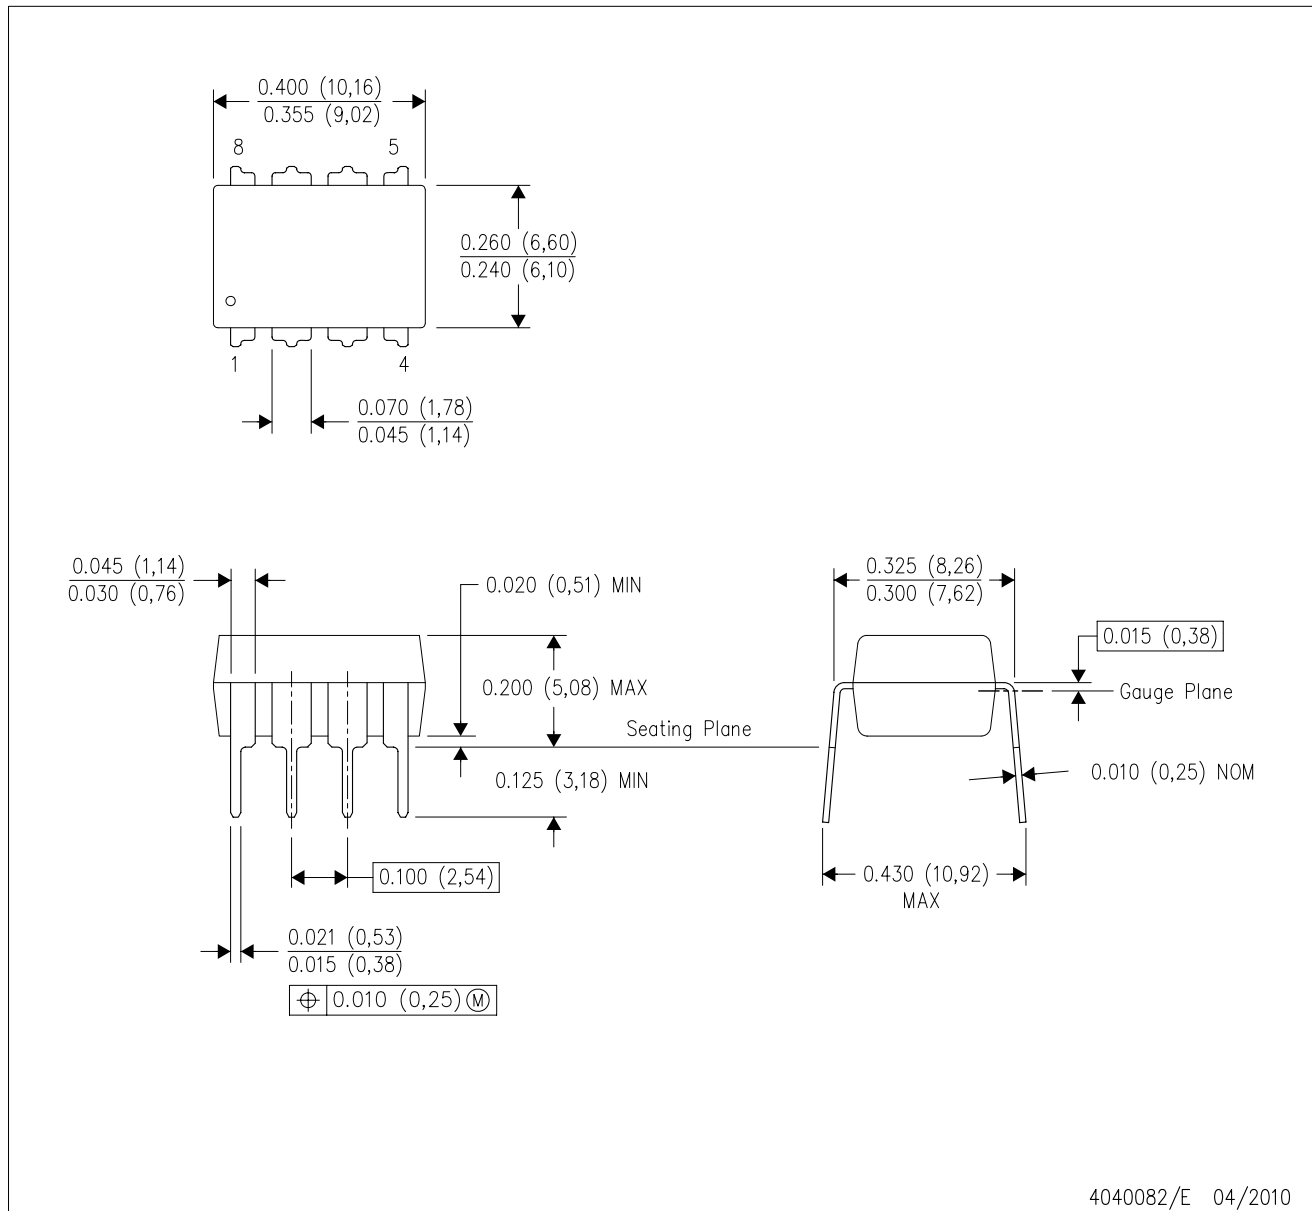 0.400 (10,16)
0.355 (9,02)
8
5
0.260 (6,60)
0.240 (6,10)
1
4
0.070 (1,78)
0.045 (1,14)
0.045 (1,14)
0.030 (0,76)
0.020 (0,51) MIN
0.200 (5,08) MAX
Seating Plane
0.125 (3,18) MIN
0.100 (2,54)
0.021 (0,53)
0.015 (0,38)
⌖ 0.010 (0,25) Ⓜ
0.325 (8,26)
0.300 (7,62)
0.015 (0,38)
Gauge Plane
0.010 (0,25) NOM
0.430 (10,92)
MAX
4040082/E 04/2010